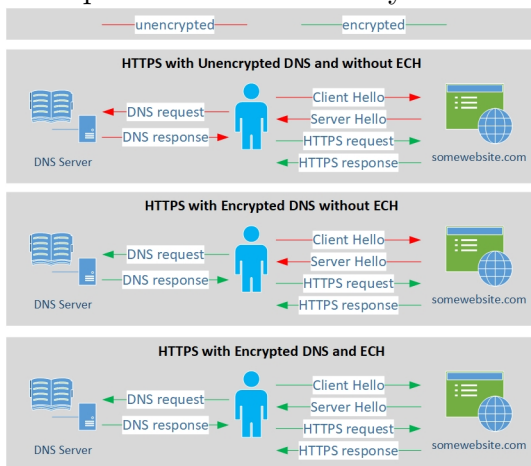 unencrypted encrypted
HTTPS with Unencrypted DNS and without ECH
DNS request
DNS response
DNS Server
Client Hello
Server Hello
HTTPS request
HTTPS response
somewebsite.com
HTTPS with Encrypted DNS without ECH
DNS request
DNS response
DNS Server
Client Hello
Server Hello
HTTPS request
HTTPS response
somewebsite.com
HTTPS with Encrypted DNS and ECH
DNS request
DNS response
DNS Server
Client Hello
Server Hello
HTTPS request
HTTPS response
somewebsite.com